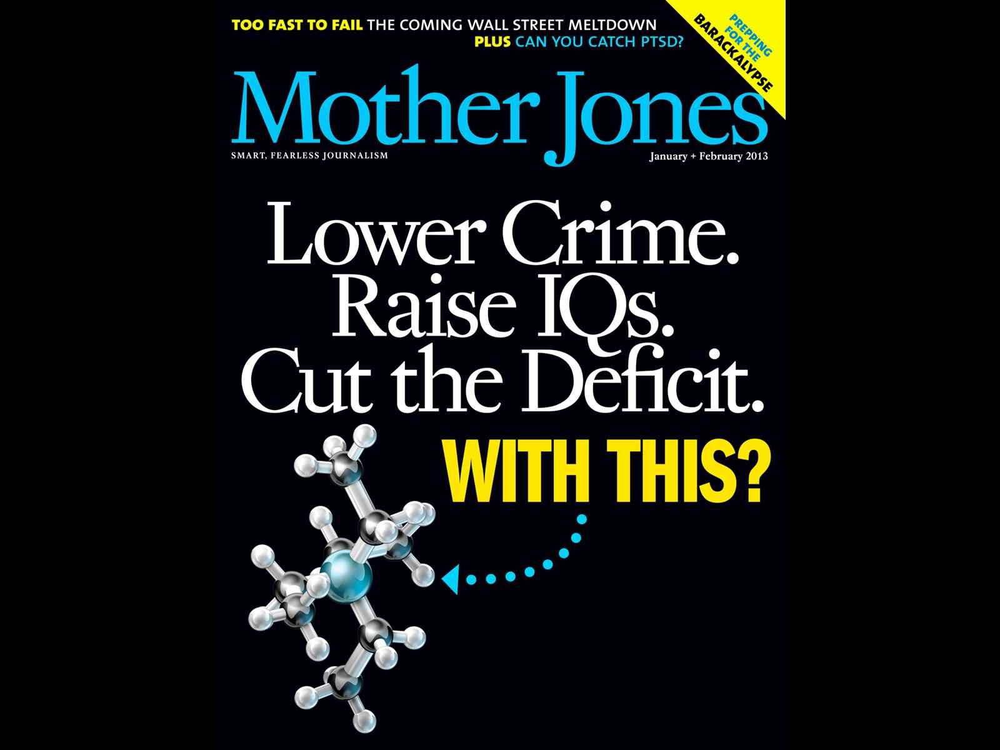 TOO FAST TO FAIL THE COMING WALL STREET MELTDOWN
PLUS CAN YOU CATCH PTSD?
PREPPING
FOR THE
BARACKALYPSE
Mother Jones
SMART, FEARLESS JOURNALISM
January + February 2013
Lower Crime.
Raise IQs.
Cut the Deficit.
WITH THIS?